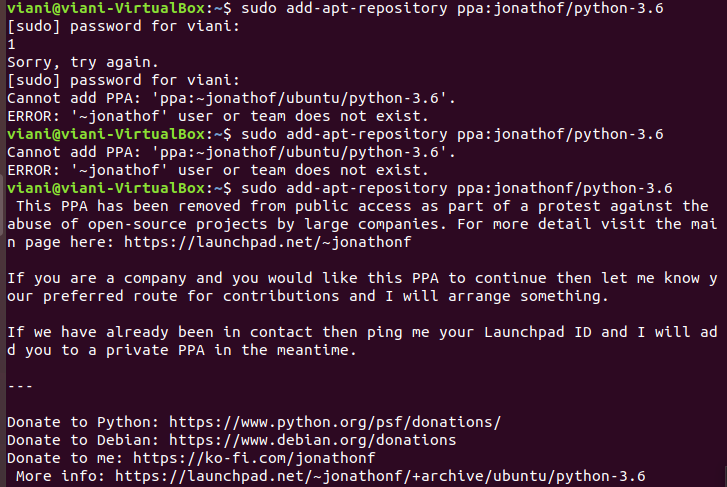 viani@viani-VirtualBox:~$ sudo add-apt-repository ppa:jonathof/python-3.6
[sudo] password for viani:
1
Sorry, try again.
[sudo] password for viani:
Cannot add PPA: 'ppa:~jonathof/ubuntu/python-3.6'.
ERROR: '~jonathof' user or team does not exist.
viani@viani-VirtualBox:~$ sudo add-apt-repository ppa:jonathof/python-3.6
Cannot add PPA: 'ppa:~jonathof/ubuntu/python-3.6'.
ERROR: '~jonathof' user or team does not exist.
viani@viani-VirtualBox:~$ sudo add-apt-repository ppa:jonathonf/python-3.6
 This PPA has been removed from public access as part of a protest against the
abuse of open-source projects by large companies. For more detail visit the mai
n page here: https://launchpad.net/~jonathonf

If you are a company and you would like this PPA to continue then let me know y
our preferred route for contributions and I will arrange something.

If we have already been in contact then ping me your Launchpad ID and I will ad
d you to a private PPA in the meantime.

---

Donate to Python: https://www.python.org/psf/donations/
Donate to Debian: https://www.debian.org/donations
Donate to me: https://ko-fi.com/jonathonf
 More info: https://launchpad.net/~jonathonf/+archive/ubuntu/python-3.6